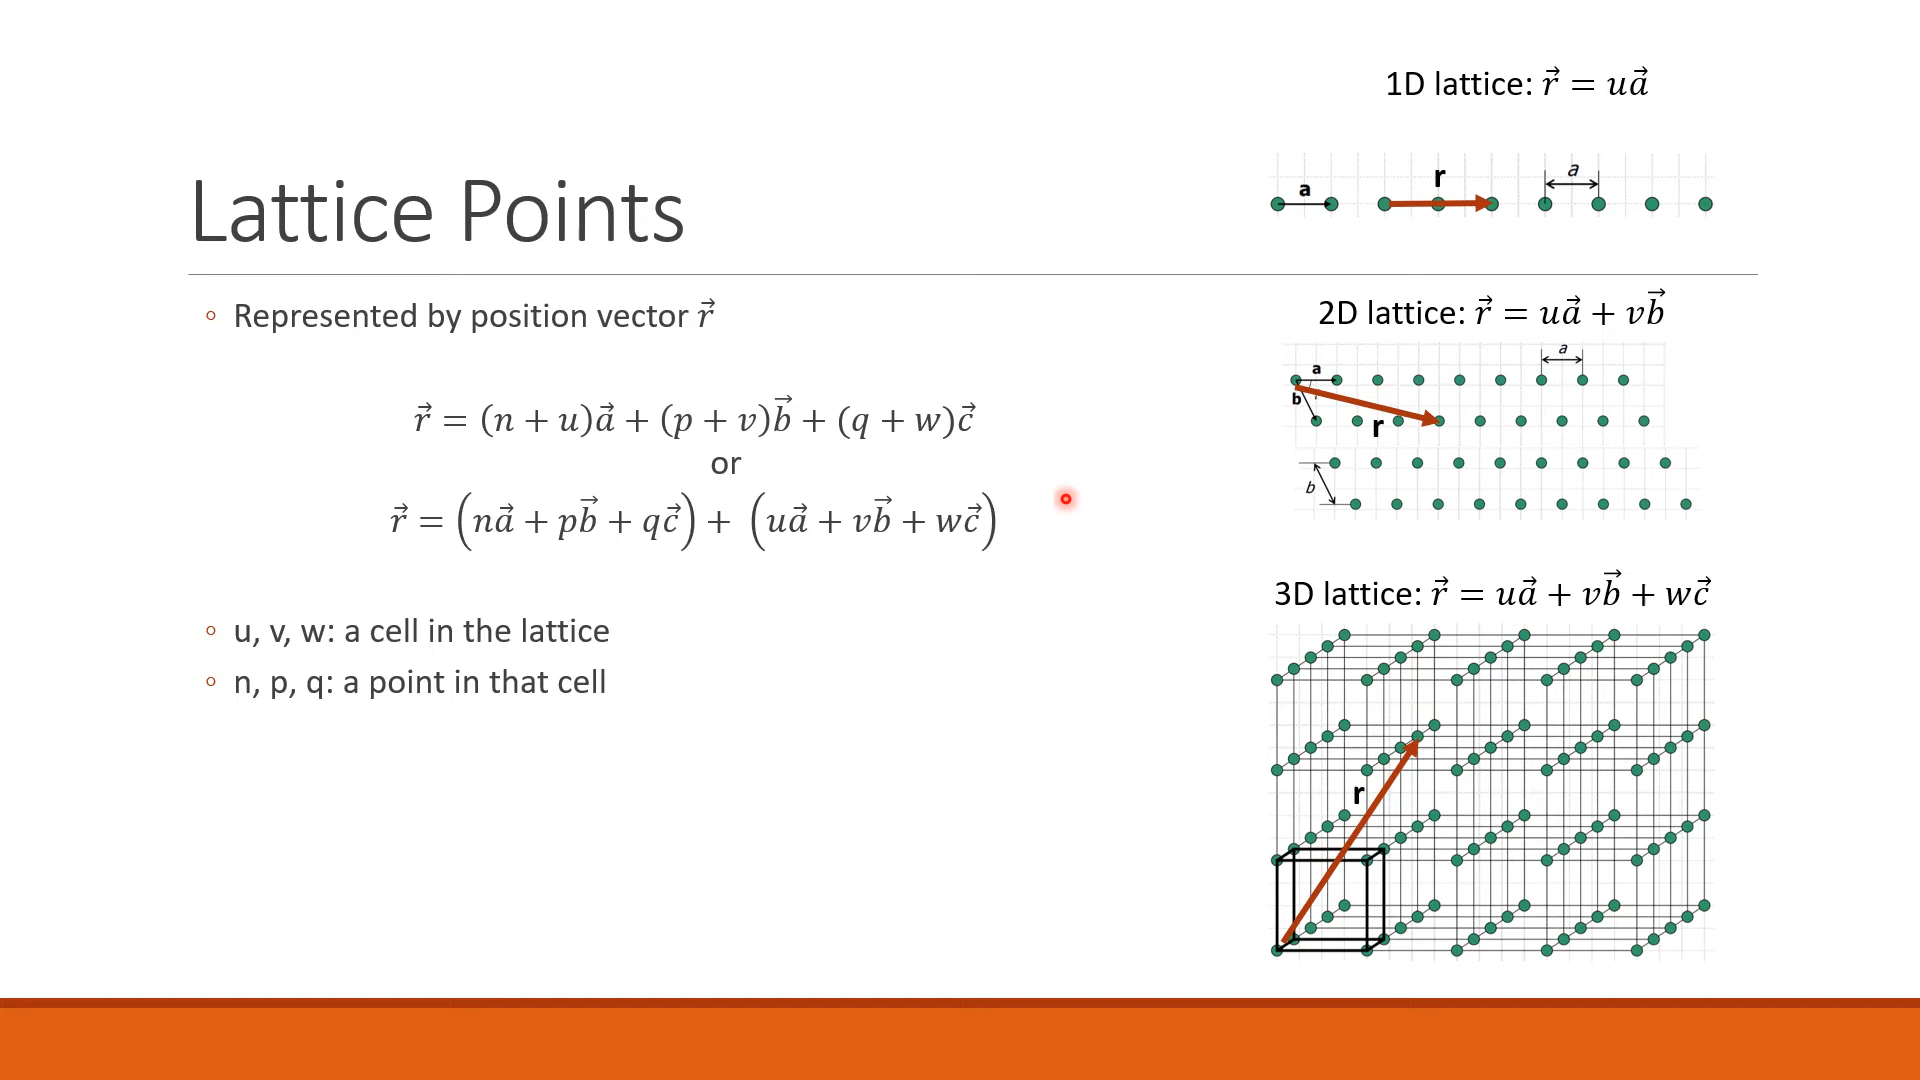 Lattice Points
◦ Represented by position vector r⃗
r⃗ = (n + u)a⃗ + (p + v)b⃗ + (q + w)c⃗
or
r⃗ = (na⃗ + pb⃗ + qc⃗) + (ua⃗ + vb⃗ + wc⃗)
◦ u, v, w: a cell in the lattice
◦ n, p, q: a point in that cell
1D lattice: r⃗ = ua⃗
a
r
a
2D lattice: r⃗ = ua⃗ + vb⃗
a
a
b
r
b
3D lattice: r⃗ = ua⃗ + vb⃗ + wc⃗
r